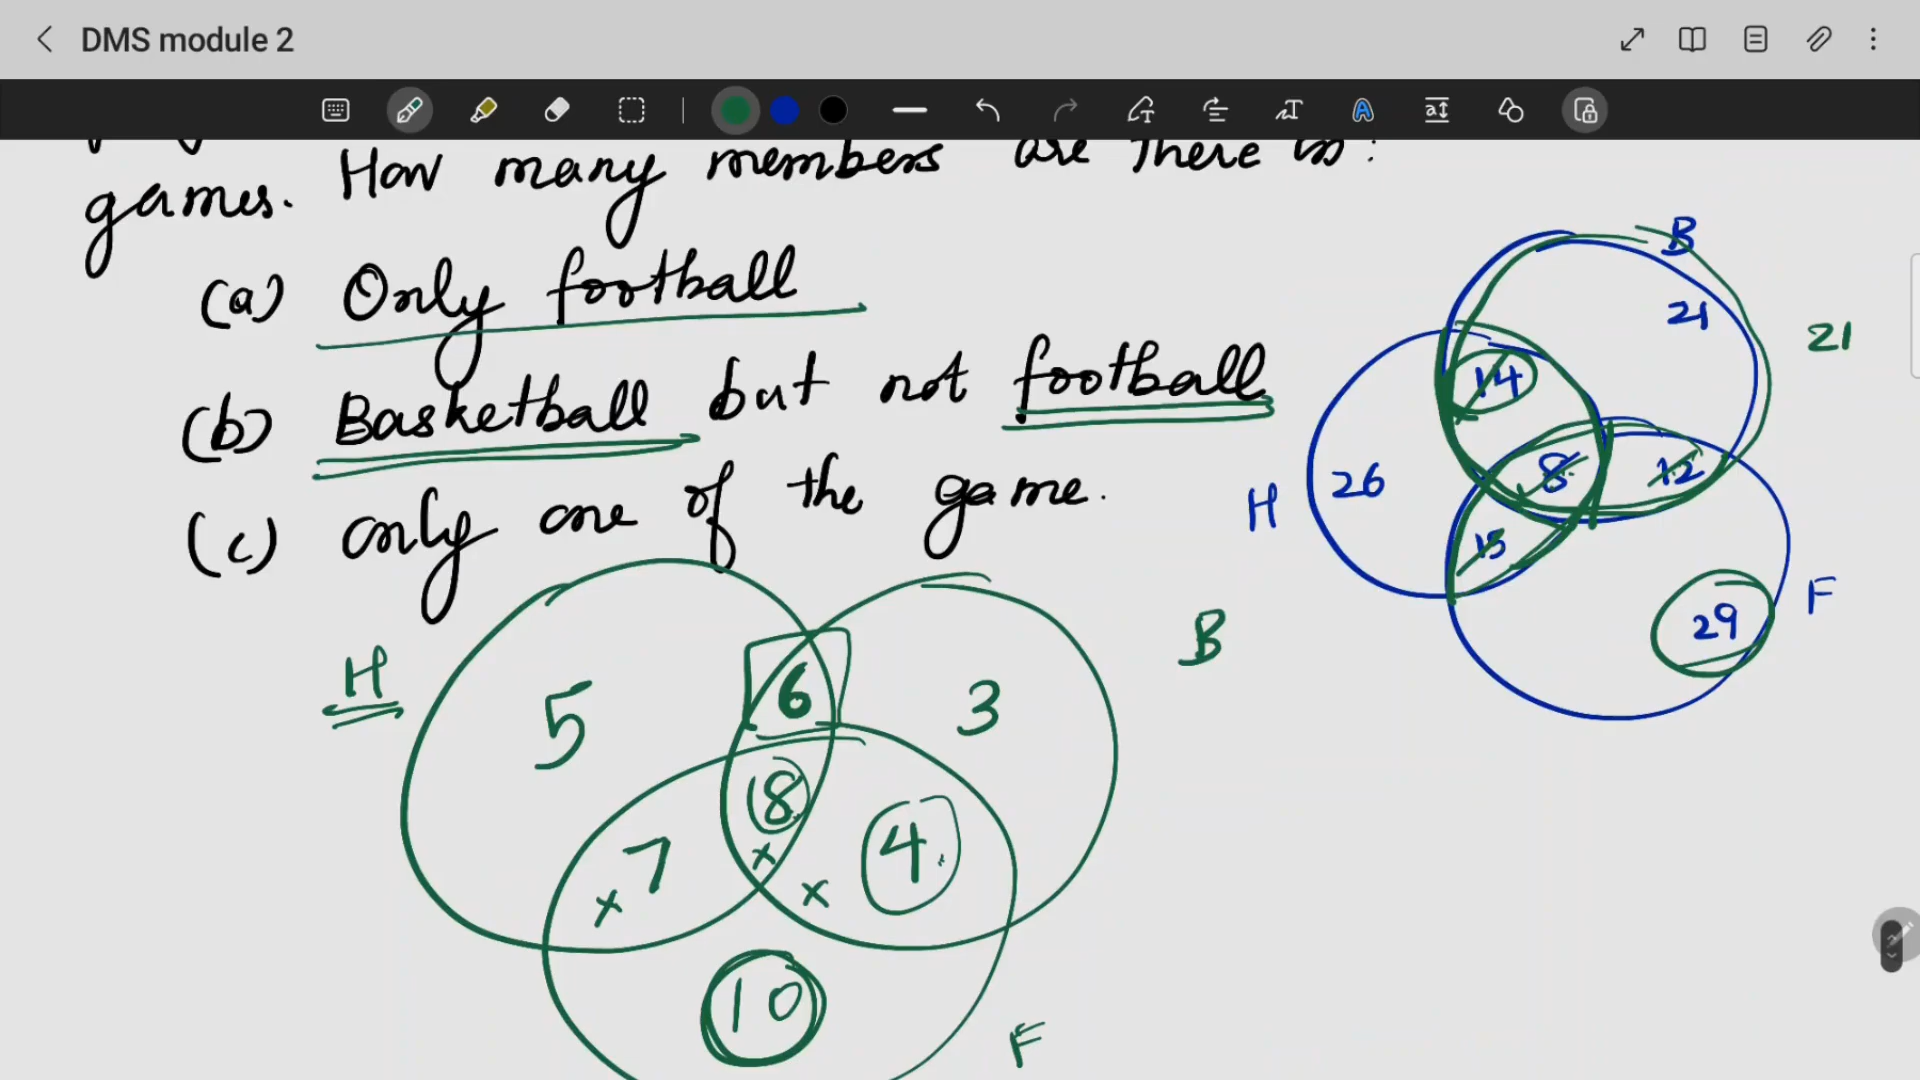 DMS module 2
How many members are there in?
games.
(a) Only football
(b) Basketball but not football
(c) only one of the game.
B
21
21
14
8
12
H
26
15
29
F
H
5
6
3
B
8
7
4
10
F